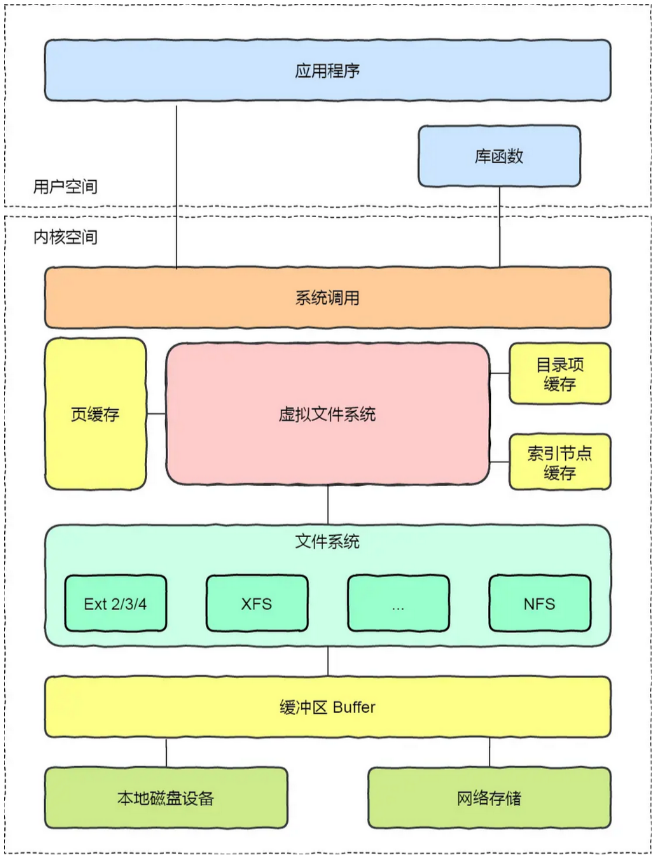 应用程序
库函数
用户空间
内核空间
系统调用
页缓存
虚拟文件系统
目录项
缓存
索引节点
缓存
文件系统
Ext 2/3/4
XFS
...
NFS
缓冲区 Buffer
本地磁盘设备
网络存储